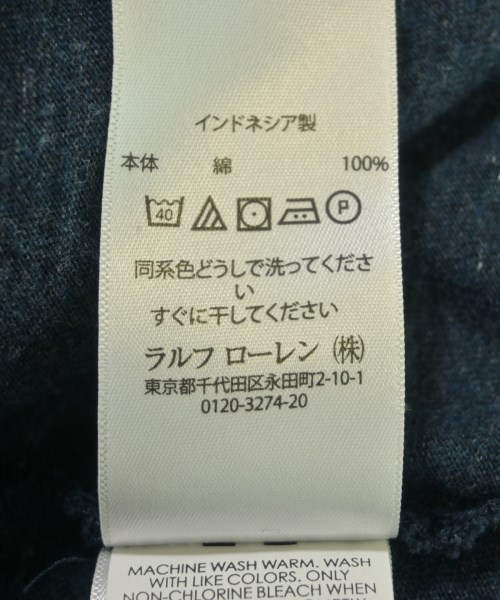 インドネシア製
本体 綿 100%
40 P
同系色どうしで洗ってくださ
い
すぐに干してください
ラルフ ローレン (株)
東京都千代田区永田町2-10-1
0120-3274-20
MACHINE WASH WARM. WASH
WITH LIKE COLORS. ONLY
NON-CHLORINE BLEACH WHEN